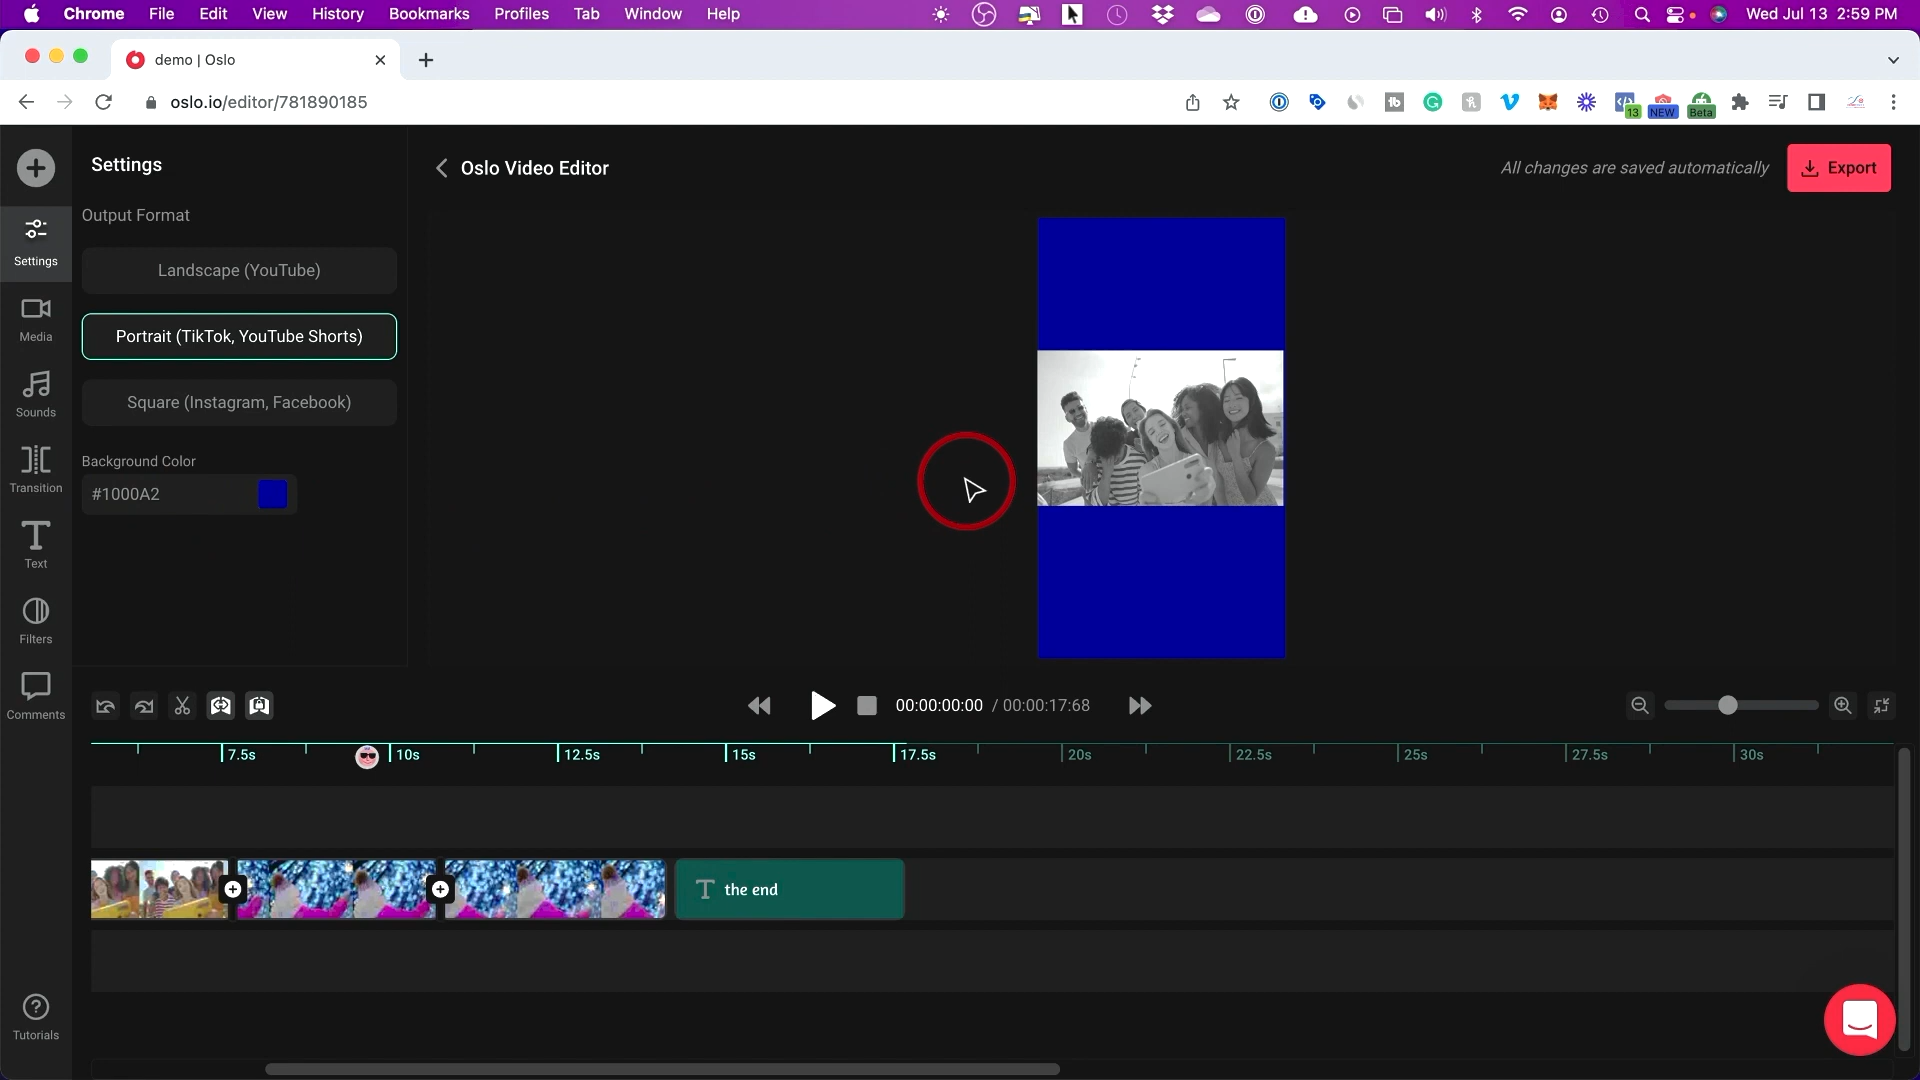 Chrome File Edit View History Bookmarks Profiles Tab Window Help Wed Jul 13 2:59 PM
demo | Oslo
oslo.io/editor/781890185
13 NEW Beta
Settings
Oslo Video Editor
All changes are saved automatically
Export
Output Format
Settings
Landscape (YouTube)
Media
Portrait (TikTok, YouTube Shorts)
Sounds
Square (Instagram, Facebook)
Transition
Background Color
#1000A2
Text
Filters
Comments
00:00:00:00 / 00:00:17:68
7.5s 10s 12.5s 15s 17.5s 20s 22.5s 25s 27.5s 30s
T the end
Tutorials